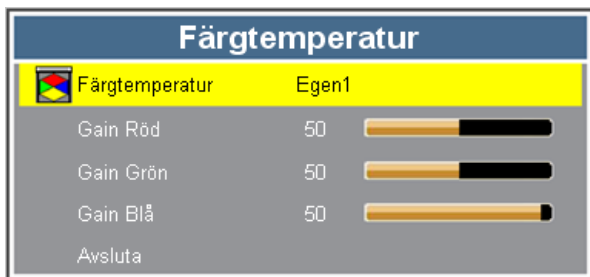 Färgtemperatur
Färgtemperatur Egen1
Gain Röd 50
Gain Grön 50
Gain Blå 50
Avsluta